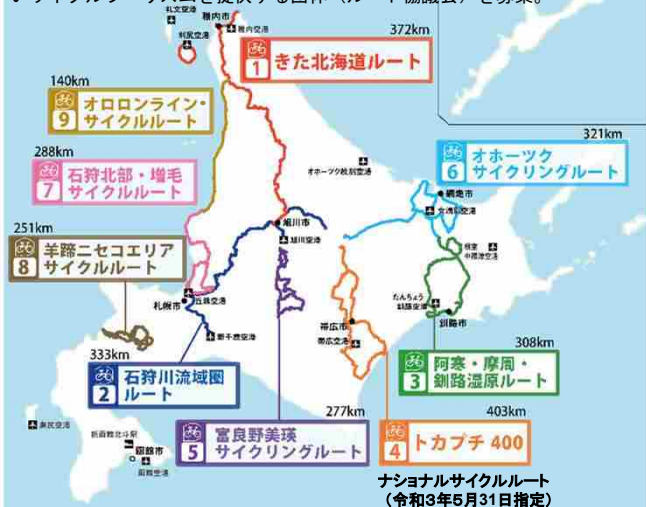 サイクルツーリズムを提供する団体（ルート協議会）を募集。
礼文空港
稚内市
稚内空港
利尻空港
372km
1
きた北海道ルート
140km
9
オロロンライン・
サイクルルート
321km
6
オホーツク
サイクリングルート
288km
7
石狩北部・増毛
サイクルルート
オホーツク紋別空港
網走市
女満別空港
251km
8
羊蹄ニセコエリア
サイクルルート
旭川市
旭川空港
根室
中標津空港
札幌市
丘珠空港
新千歳空港
帯広市
帯広空港
たんちょう
釧路空港
釧路市
333km
2
石狩川流域圏
ルート
308km
3
阿寒・摩周・
釧路湿原ルート
277km
5
富良野美瑛
サイクリングルート
403km
4
トカプチ 400
奥尻空港
新函館北斗駅
函館市
函館空港
ナショナルサイクルルート
（令和3年5月31日指定）